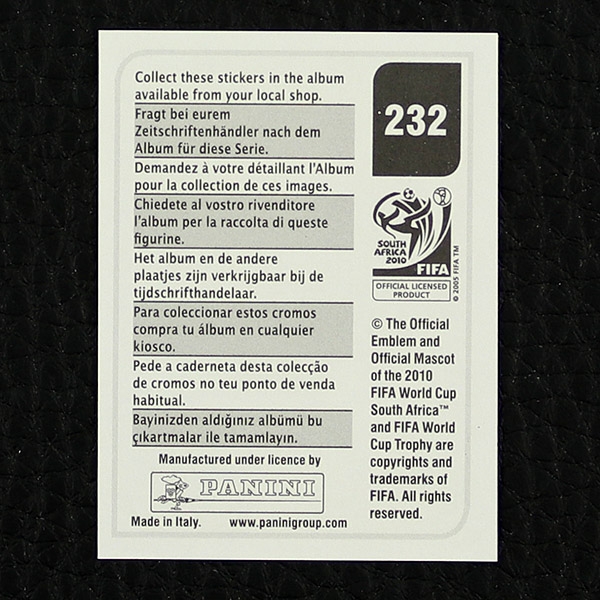 Collect these stickers in the album
available from your local shop.
Fragt bei eurem
Zeitschriftenhändler nach dem
Album für diese Serie.
Demandez à votre détaillant l'Album
pour la collection de ces images.
Chiedete al vostro rivenditore
l'album per la raccolta di queste
figurine.
Het album en de andere
plaatjes zijn verkrijgbaar bij de
tijdschrifthandelaar.
Para coleccionar estos cromos
compra tu álbum en cualquier
kiosco.
Pede a caderneta desta colecção
de cromos no teu ponto de venda
habitual.
Bayinizden aldığınız albümü bu
çıkartmalar ile tamamlayın.
Manufactured under licence by
PANINI
Made in Italy. www.paninigroup.com
232
SOUTH
AFRICA
2010
FIFA
OFFICIAL LICENSED
PRODUCT
© 2005 FIFA TM
© The Official
Emblem and
Official Mascot
of the 2010
FIFA World Cup
South Africa™
and FIFA World
Cup Trophy are
copyrights and
trademarks of
FIFA. All rights
reserved.